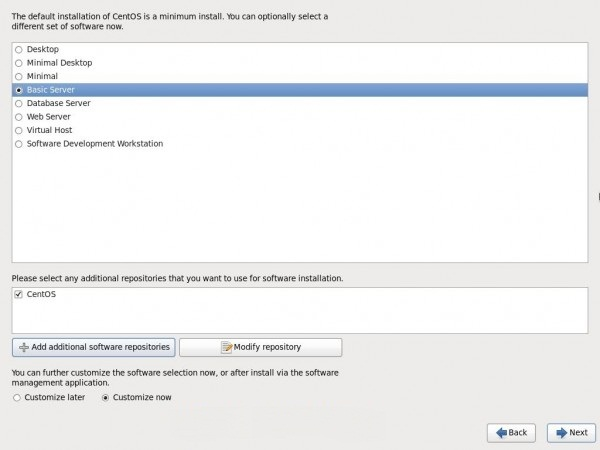 The default installation of CentOS is a minimum install. You can optionally select a
different set of software now.
Desktop
Minimal Desktop
Minimal
Basic Server
Database Server
Web Server
Virtual Host
Software Development Workstation
Please select any additional repositories that you want to use for software installation.
CentOS
Add additional software repositories
Modify repository
You can further customize the software selection now, or after install via the software
management application.
Customize later
Customize now
Back
Next